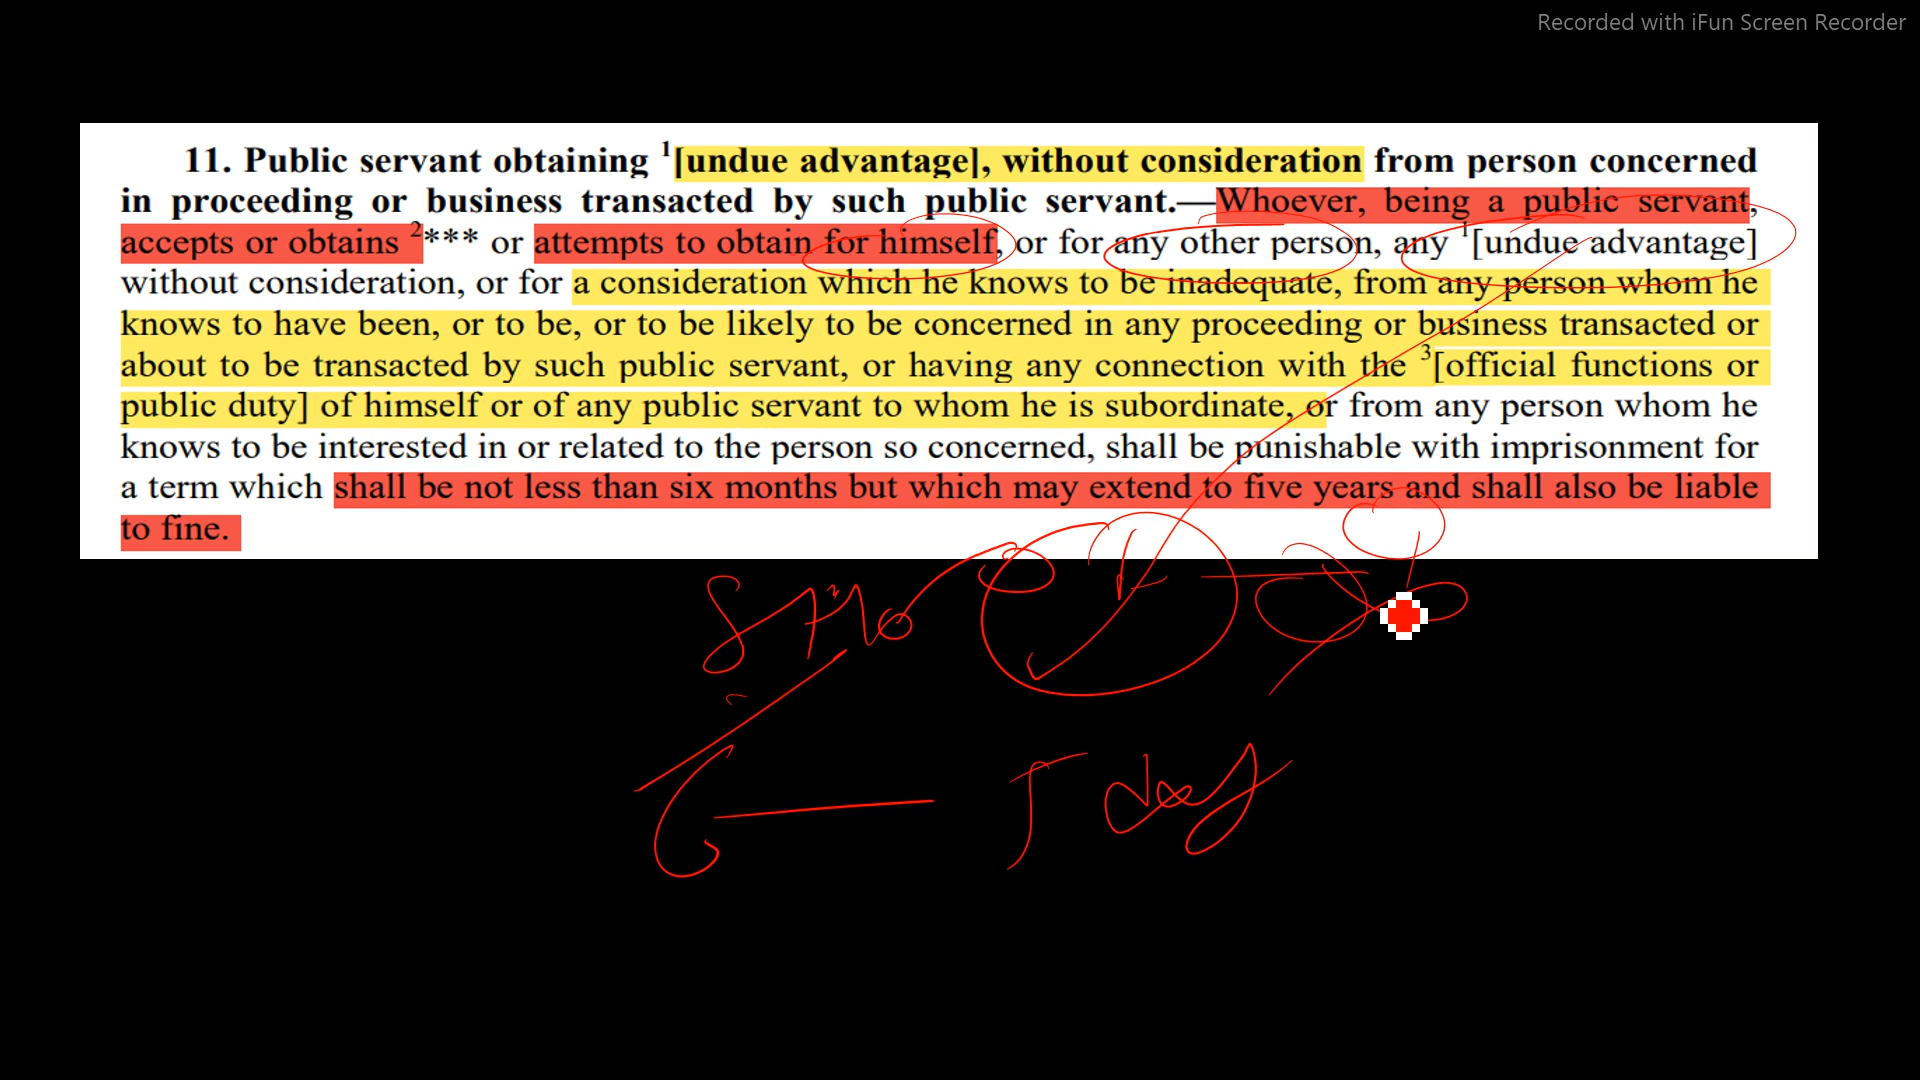 Recorded with iFun Screen Recorder
11. Public servant obtaining ¹[undue advantage], without consideration from person concerned
in proceeding or business transacted by such public servant.—Whoever, being a public servant,
accepts or obtains ²*** or attempts to obtain for himself, or for any other person, any ¹[undue advantage]
without consideration, or for a consideration which he knows to be inadequate, from any person whom he
knows to have been, or to be, or to be likely to be concerned in any proceeding or business transacted or
about to be transacted by such public servant, or having any connection with the ³[official functions or
public duty] of himself or of any public servant to whom he is subordinate, or from any person whom he
knows to be interested in or related to the person so concerned, shall be punishable with imprisonment for
a term which shall be not less than six months but which may extend to five years and shall also be liable
to fine.